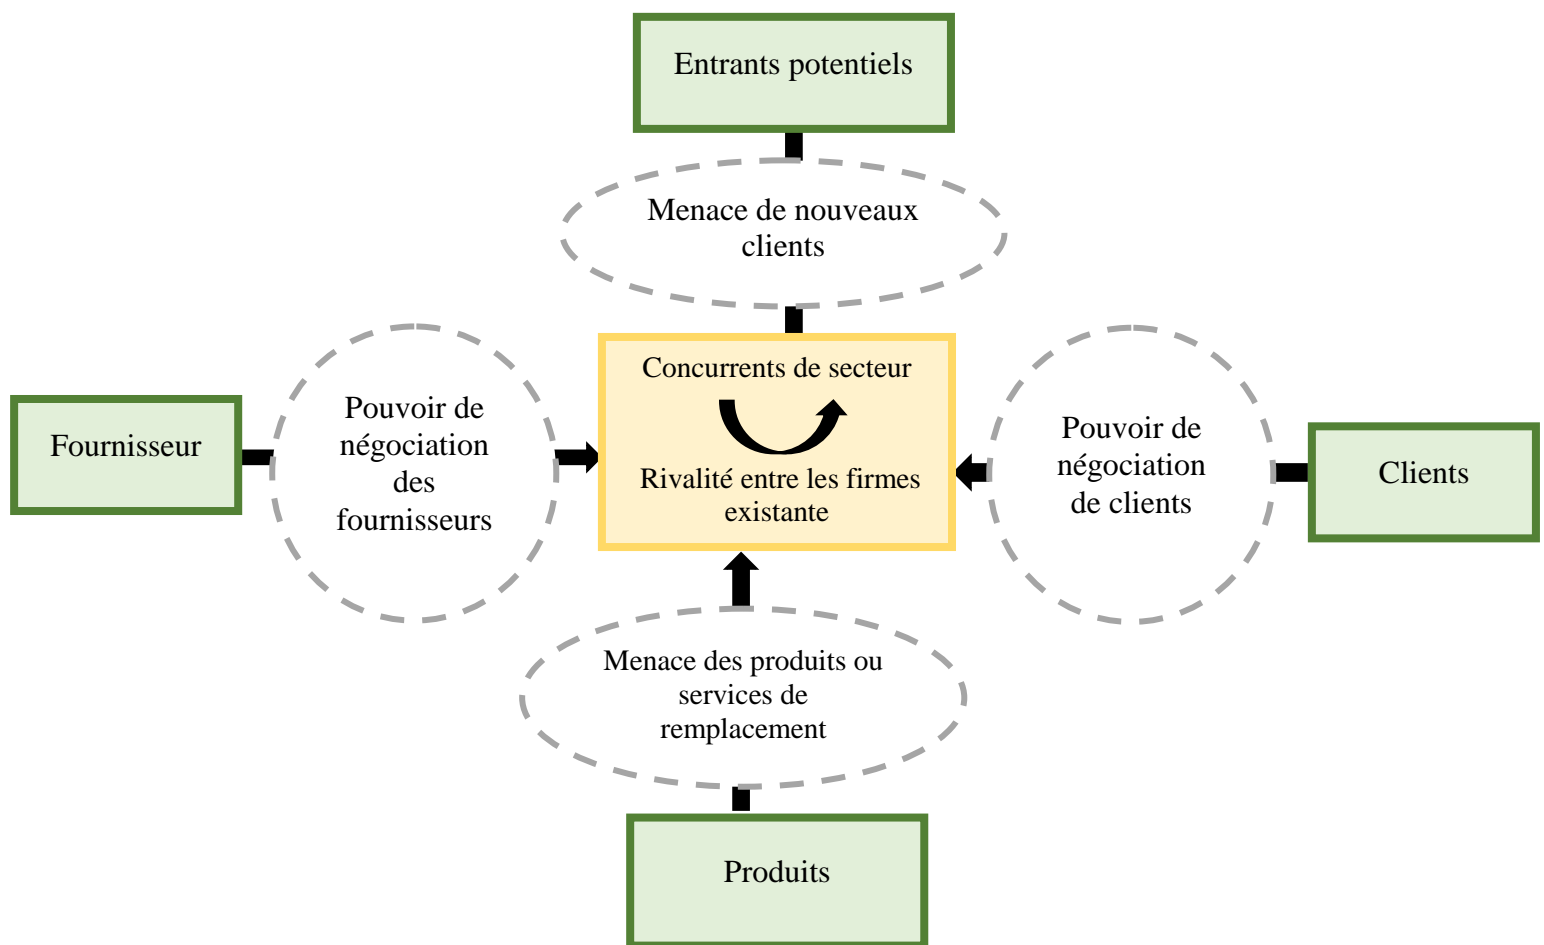 Entrants potentiels
Menace de nouveaux
clients
Concurrents de secteur
Rivalité entre les firmes
existante
Fournisseur
Pouvoir de
négociation
des
fournisseurs
Pouvoir de
négociation
de clients
Clients
Menace des produits ou
services de
remplacement
Produits